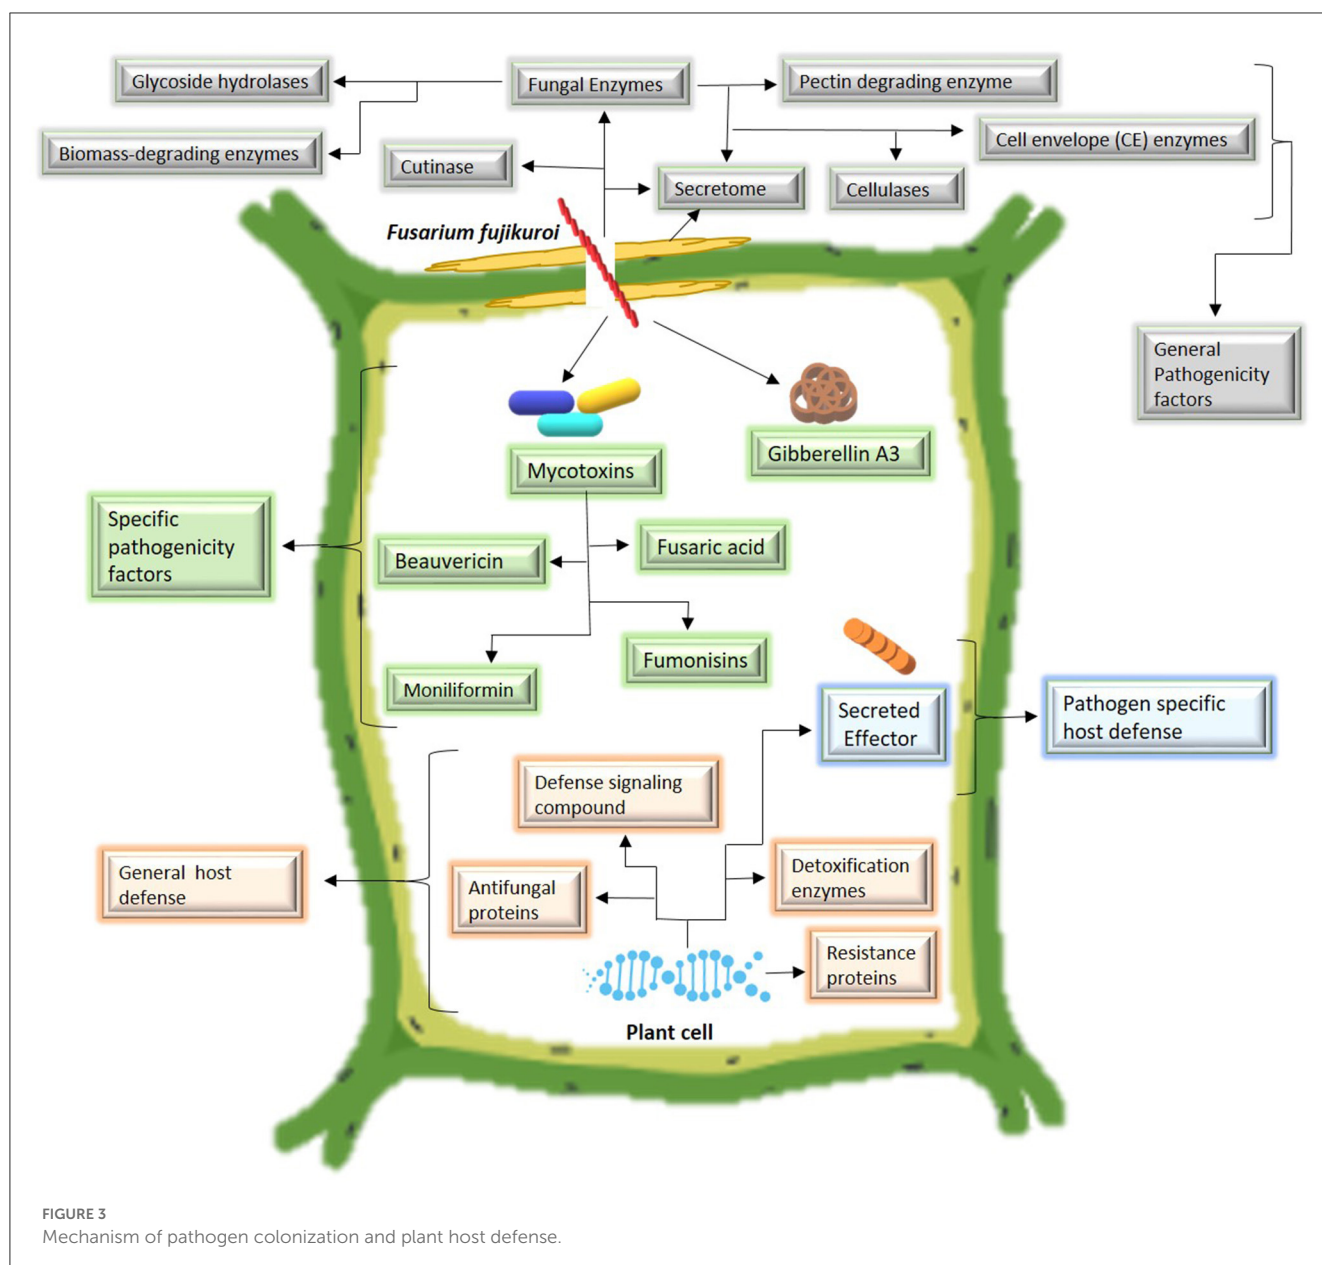 Glycoside hydrolases
Fungal Enzymes
Pectin degrading enzyme
Biomass-degrading enzymes
Cutinase
Cell envelope (CE) enzymes
Secretome
Cellulases
Fusarium fujikuroi
General
Pathogenicity
factors
Mycotoxins
Gibberellin A3
Specific
pathogenicity
factors
Beauvericin
Fusaric acid
Fumonisins
Moniliformin
Secreted
Effector
Pathogen specific
host defense
Defense signaling
compound
General host
defense
Antifungal
proteins
Detoxification
enzymes
Resistance
proteins
Plant cell
FIGURE 3
Mechanism of pathogen colonization and plant host defense.